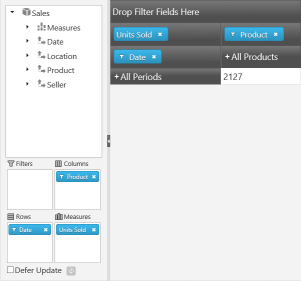 Sales
Measures
Date
Location
Product
Seller
Filters
Columns
Product
Rows
Measures
Date
Units Sold
Defer Update
Drop Filter Fields Here
Units Sold
Product
Date
All Products
All Periods
2127